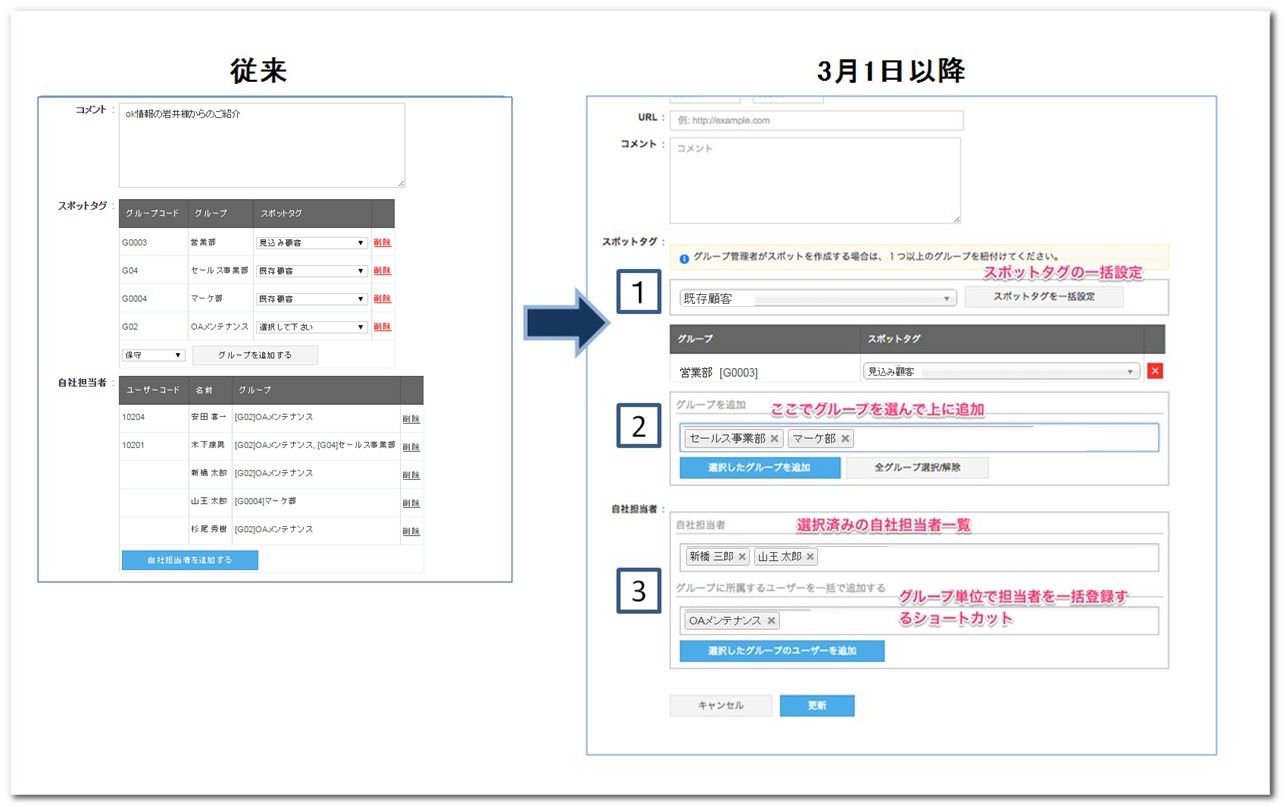 従来
コメント :
ok情報の岩井様からのご紹介
スポットタグ :
グループコード グループ スポットタグ
G0003 営業部 見込み顧客 削除
G04 セールス事業部 既存顧客 削除
G0004 マーケ部 既存顧客 削除
G02 OAメンテナンス 選択して下さい 削除
保守 グループを追加する
自社担当者 :
ユーザーコード 名前 グループ
10204 安田 喜一 [G02]OAメンテナンス 削除
10201 木下康男 [G02]OAメンテナンス, [G04]セールス事業部 削除
新橋 太郎 [G02]OAメンテナンス 削除
山王 太郎 [G0004]マーケ部 削除
杉尾 秀樹 [G02]OAメンテナンス 削除
自社担当者を追加する
3月1日以降
URL : 例: http://example.com
コメント : コメント
スポットタグ :
グループ管理者がスポットを作成する場合は、1つ以上のグループを紐付けてください。
スポットタグの一括設定
1
既存顧客 スポットタグを一括設定
グループ スポットタグ
営業部 [G0003] 見込み顧客
2
グループを追加 ここでグループを選んで上に追加
セールス事業部 × マーケ部 ×
選択したグループを追加 全グループ選択/解除
自社担当者 :
自社担当者 選択済みの自社担当者一覧
新橋 三郎 × 山王 太郎 ×
3
グループに所属するユーザーを一括で追加する
グループ単位で担当者を一括登録す
るショートカット
OAメンテナンス ×
選択したグループのユーザーを追加
キャンセル 更新